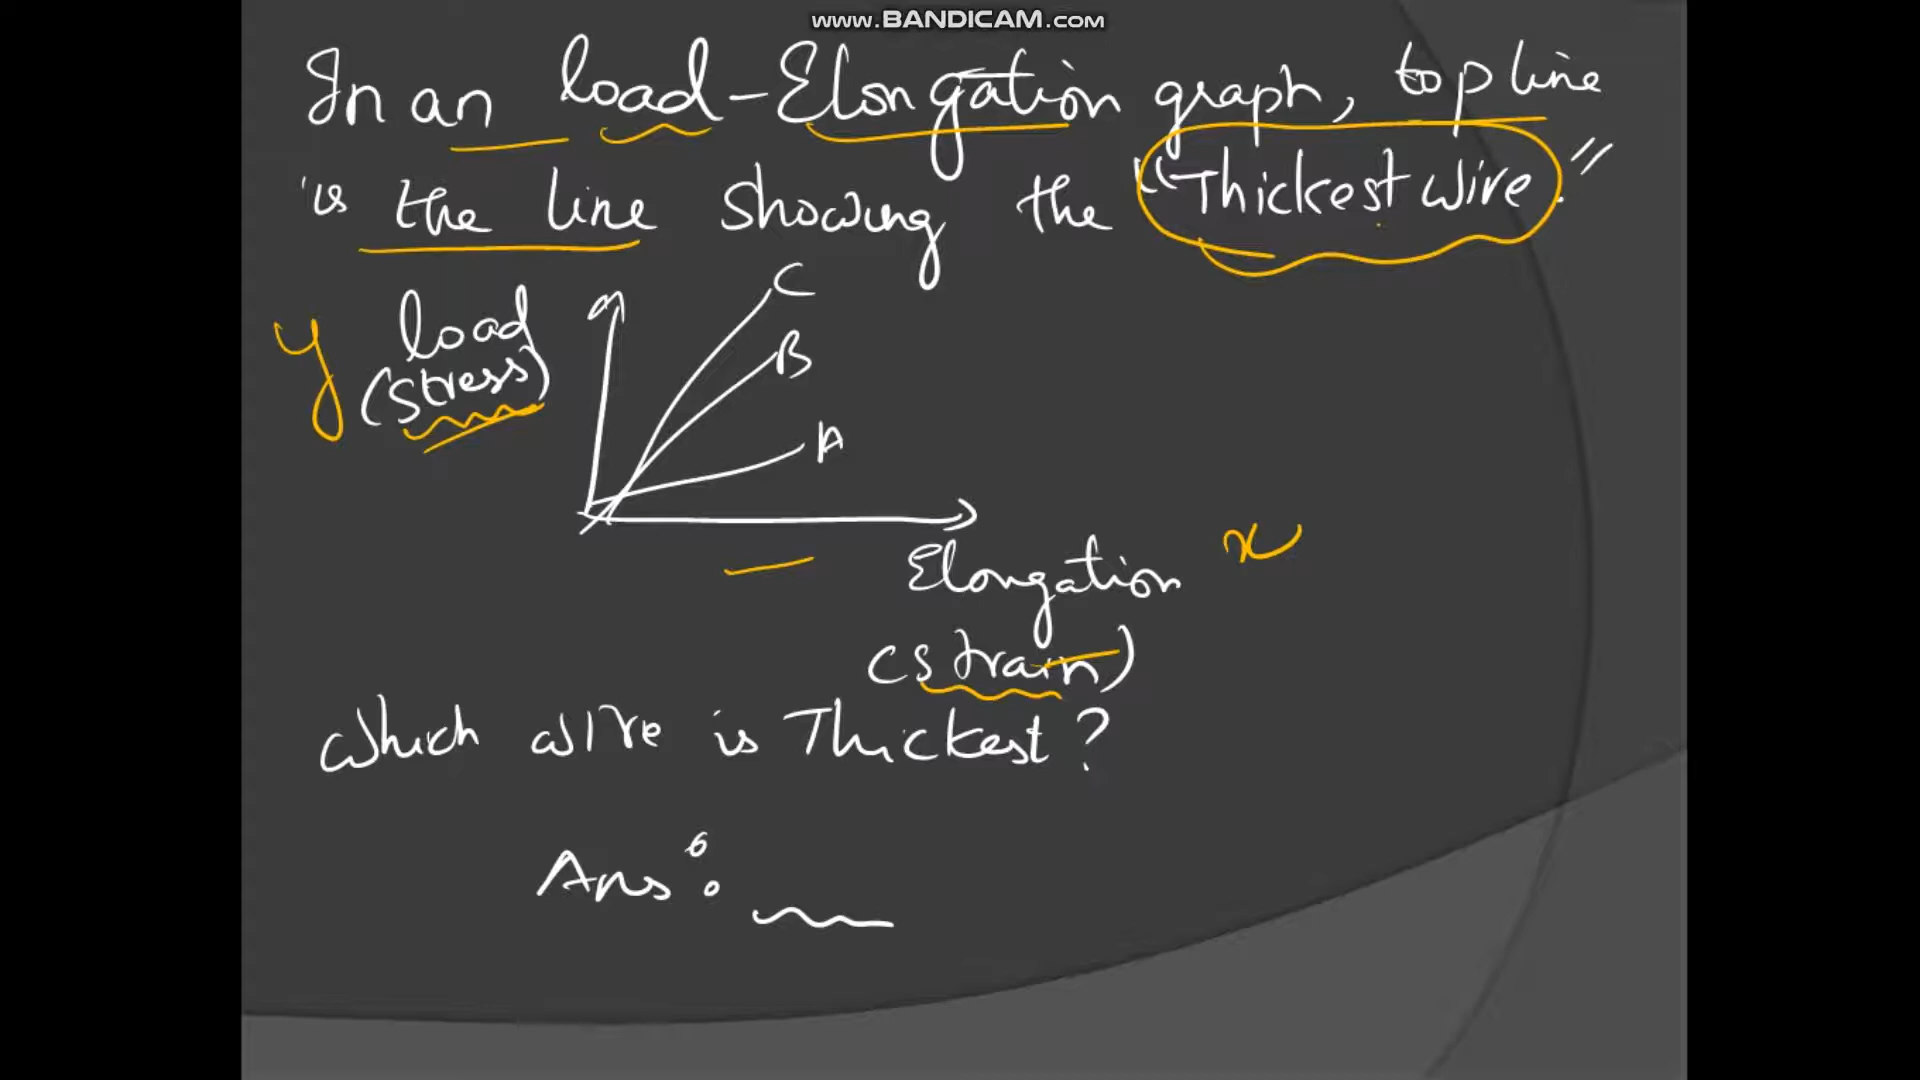 www.BANDICAM.com
In an load-Elongation graph, top line
is the line showing the "Thickest wire."
y load
(stress)
C
B
A
Elongation x
(strain)
which wire is Thickest?
Ans: